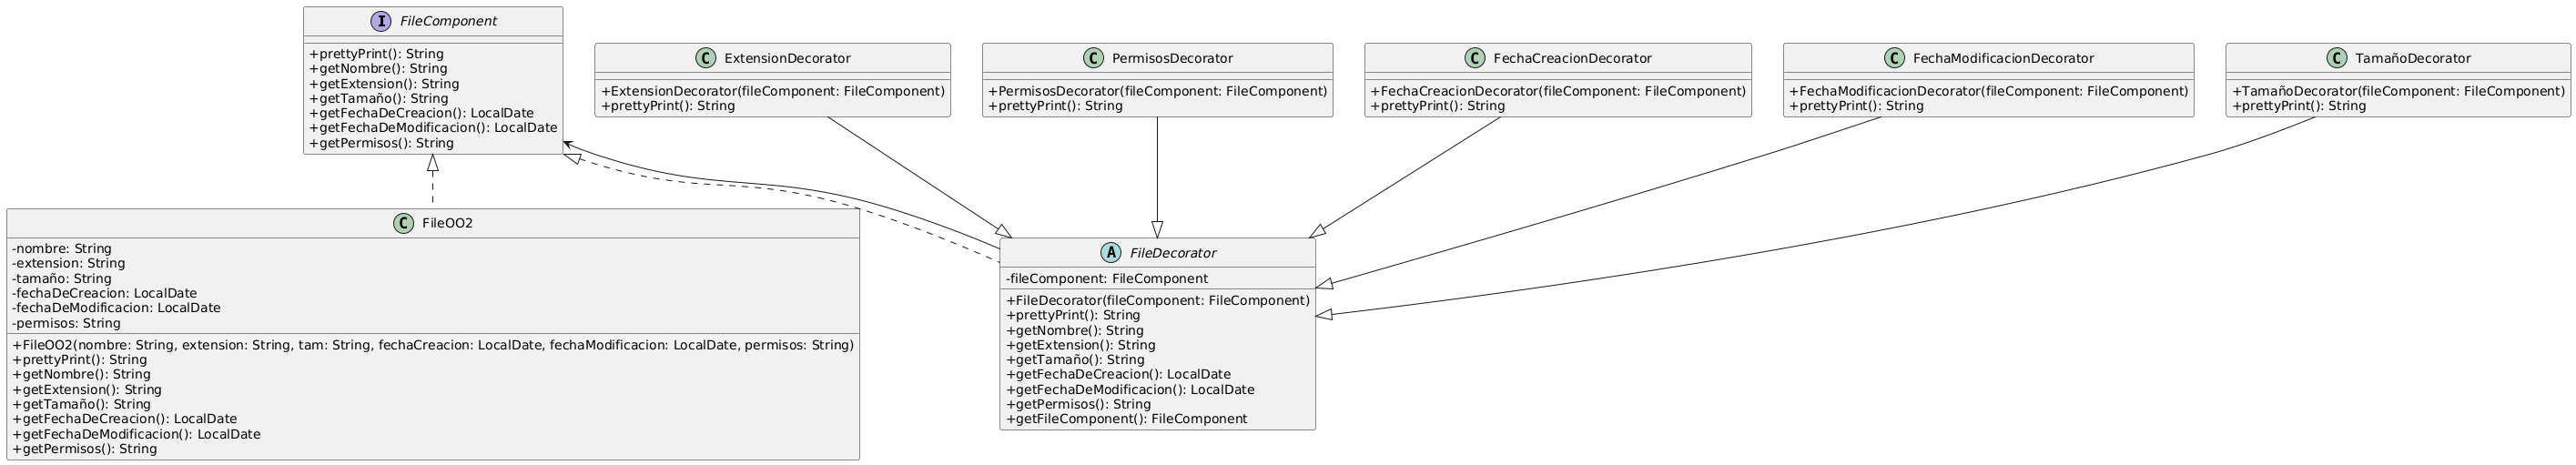 I FileComponent
+prettyPrint(): String
+getNombre(): String
+getExtension(): String
+getTamaño(): String
+getFechaDeCreacion(): LocalDate
+getFechaDeModificacion(): LocalDate
+getPermisos(): String
C ExtensionDecorator
+ExtensionDecorator(fileComponent: FileComponent)
+prettyPrint(): String
C PermisosDecorator
+PermisosDecorator(fileComponent: FileComponent)
+prettyPrint(): String
C FechaCreacionDecorator
+FechaCreacionDecorator(fileComponent: FileComponent)
+prettyPrint(): String
C FechaModificacionDecorator
+FechaModificacionDecorator(fileComponent: FileComponent)
+prettyPrint(): String
C TamañoDecorator
+TamañoDecorator(fileComponent: FileComponent)
+prettyPrint(): String
C FileOO2
-nombre: String
-extension: String
-tamaño: String
-fechaDeCreacion: LocalDate
-fechaDeModificacion: LocalDate
-permisos: String
+FileOO2(nombre: String, extension: String, tam: String, fechaCreacion: LocalDate, fechaModificacion: LocalDate, permisos: String)
+prettyPrint(): String
+getNombre(): String
+getExtension(): String
+getTamaño(): String
+getFechaDeCreacion(): LocalDate
+getFechaDeModificacion(): LocalDate
+getPermisos(): String
A FileDecorator
-fileComponent: FileComponent
+FileDecorator(fileComponent: FileComponent)
+prettyPrint(): String
+getNombre(): String
+getExtension(): String
+getTamaño(): String
+getFechaDeCreacion(): LocalDate
+getFechaDeModificacion(): LocalDate
+getPermisos(): String
+getFileComponent(): FileComponent